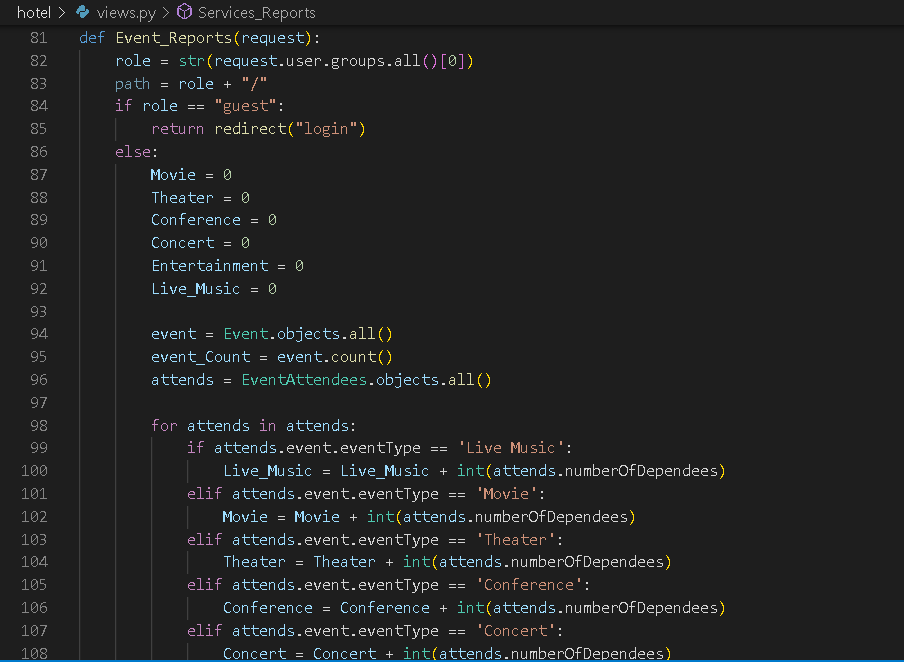 hotel > views.py > Services_Reports
81 def Event_Reports(request):
82 role = str(request.user.groups.all()[0])
83 path = role + "/"
84 if role == "guest":
85 return redirect("login")
86 else:
87 Movie = 0
88 Theater = 0
89 Conference = 0
90 Concert = 0
91 Entertainment = 0
92 Live_Music = 0
93
94 event = Event.objects.all()
95 event_Count = event.count()
96 attends = EventAttendees.objects.all()
97
98 for attends in attends:
99 if attends.event.eventType == 'Live Music':
100 Live_Music = Live_Music + int(attends.numberOfDependees)
101 elif attends.event.eventType == 'Movie':
102 Movie = Movie + int(attends.numberOfDependees)
103 elif attends.event.eventType == 'Theater':
104 Theater = Theater + int(attends.numberOfDependees)
105 elif attends.event.eventType == 'Conference':
106 Conference = Conference + int(attends.numberOfDependees)
107 elif attends.event.eventType == 'Concert':
108 Concert = Concert + int(attends.numberOfDependees)